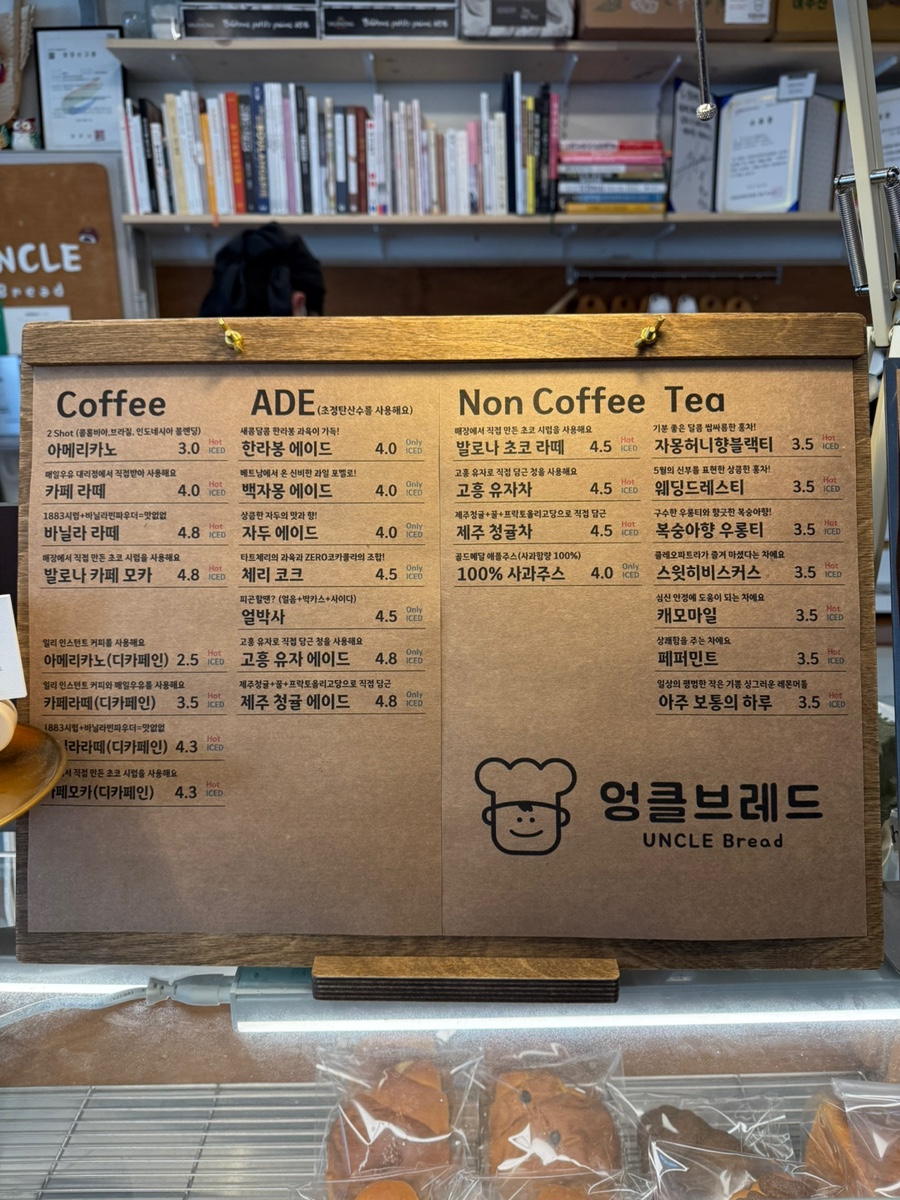 UNCLE
Bread
Coffee
2 Shot (콜롬비아,브라질, 인도네시아 블렌딩)
아메리카노 3.0 Hot ICED
매일우유 대리점에서 직접받아 사용해요
카페 라떼 4.0 Hot ICED
1883시럽+바닐라빈파우더=맛없없
바닐라 라떼 4.8 Hot ICED
매장에서 직접 만든 초코 시럽을 사용해요
발로나 카페 모카 4.8 Hot ICED
일리 인스턴트 커피를 사용해요
아메리카노(디카페인) 2.5 Hot ICED
일리 인스턴트 커피와 매일우유를 사용해요
카페라떼(디카페인) 3.5 Hot ICED
1883시럽+바닐라빈파우더=맛없없
라라떼(디카페인) 4.3 Hot ICED
직접 만든 초코 시럽을 사용해요
페모카(디카페인) 4.3 Hot ICED
ADE(초정탄산수를 사용해요)
새콤달콤 한라봉 과육이 가득!
한라봉 에이드 4.0 Only ICED
베트남에서 온 신비한 과일 포멜로!
백자몽 에이드 4.0 Only ICED
상큼한 자두의 맛과 향!
자두 에이드 4.0 Only ICED
타트체리의 과육과 ZERO코카콜라의 조합!
체리 코크 4.5 Only ICED
피곤할땐? (얼음+박카스+사이다)
얼박사 4.5 Only ICED
고흥 유자로 직접 담근 청을 사용해요
고흥 유자 에이드 4.8 Only ICED
제주청귤+꿀+프락토올리고당으로 직접 담근
제주 청귤 에이드 4.8 Only ICED
Non Coffee
매장에서 직접 만든 초코 시럽을 사용해요
발로나 초코 라떼 4.5 Hot ICED
고흥 유자로 직접 담근 청을 사용해요
고흥 유자차 4.5 Hot ICED
제주청귤+꿀+프락토올리고당으로 직접 담근
제주 청귤차 4.5 Hot ICED
골드메달 애플주스(사과함량 100%)
100% 사과주스 4.0 Only ICED
Tea
기분 좋은 달콤 쌉싸름한 홍차!
자몽허니향블랙티 3.5 Hot ICED
5월의 신부를 표현한 상큼한 홍차!
웨딩드레스티 3.5 Hot ICED
구수한 우롱티와 향긋한 복숭아향!
복숭아향 우롱티 3.5 Hot ICED
클레오파트라가 즐겨 마셨다는 차에요
스윗히비스커스 3.5 Hot ICED
심신 안정에 도움이 되는 차에요
캐모마일 3.5 Hot ICED
상쾌함을 주는 차에요
페퍼민트 3.5 Hot ICED
일상의 평범한 작은 기쁨 싱그러운 레몬머틀
아주 보통의 하루 3.5 Hot ICED
엉클브레드
UNCLE Bread